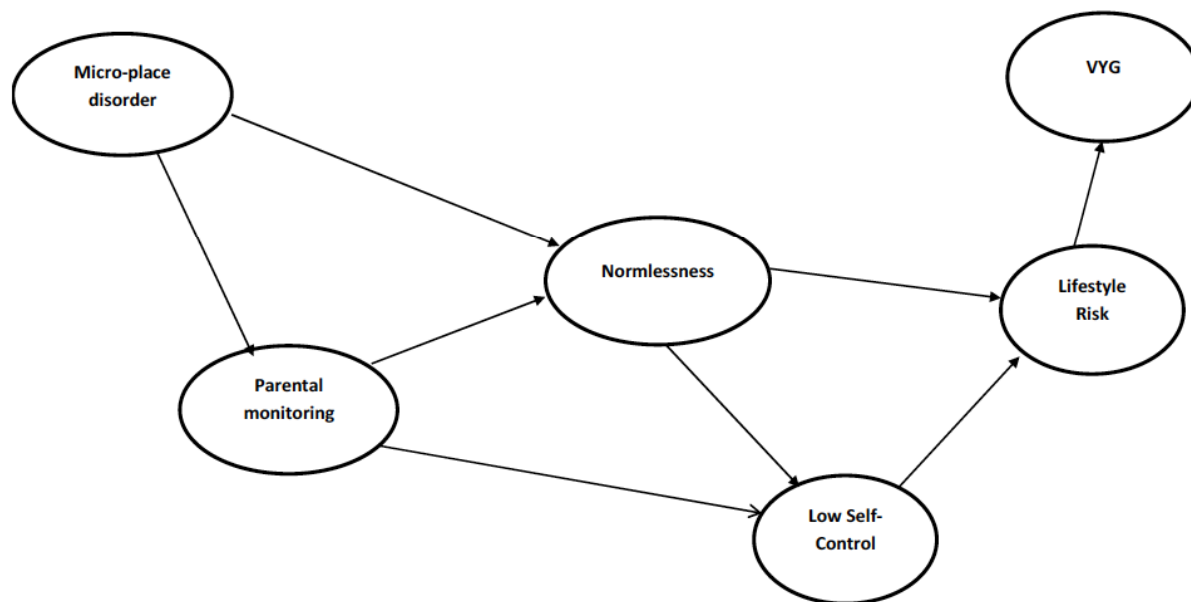 Micro-place
disorder
VYG
Normlessness
Lifestyle
Risk
Parental
monitoring
Low Self-
Control